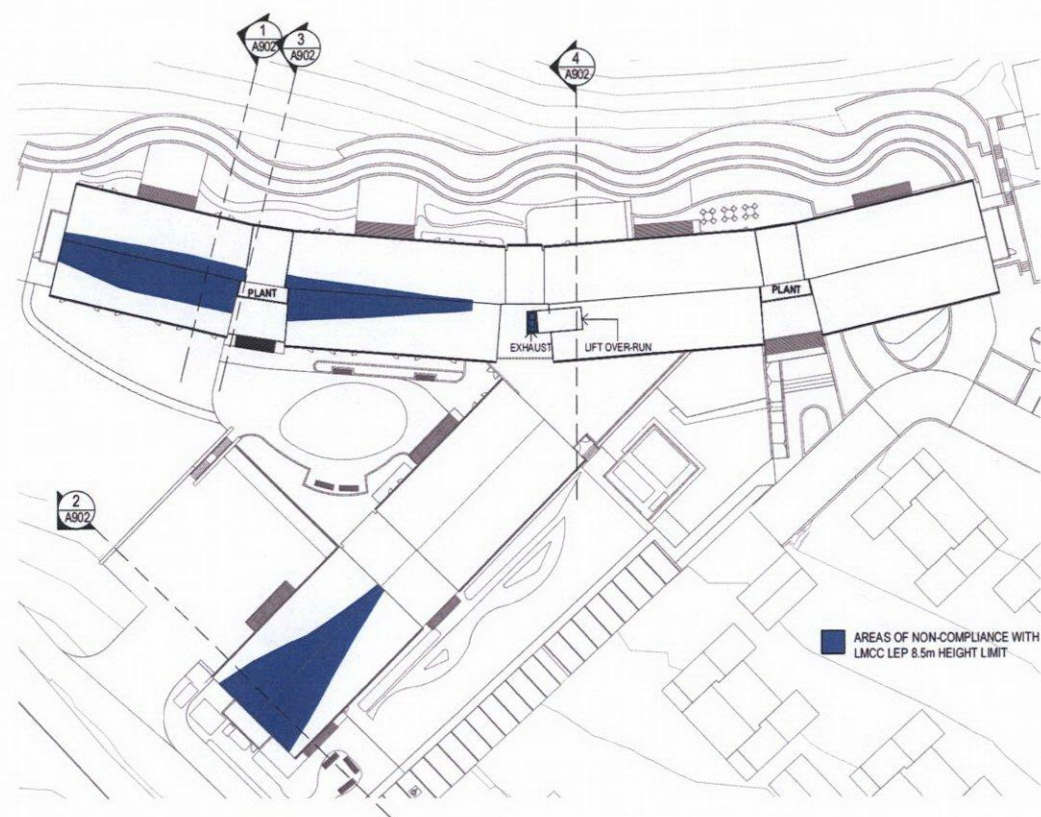 1
A902
3
A902
4
A902
PLANT
PLANT
EXHAUST
LIFT OVER-RUN
2
A902
AREAS OF NON-COMPLIANCE WITH
LMCC LEP 8.5m HEIGHT LIMIT